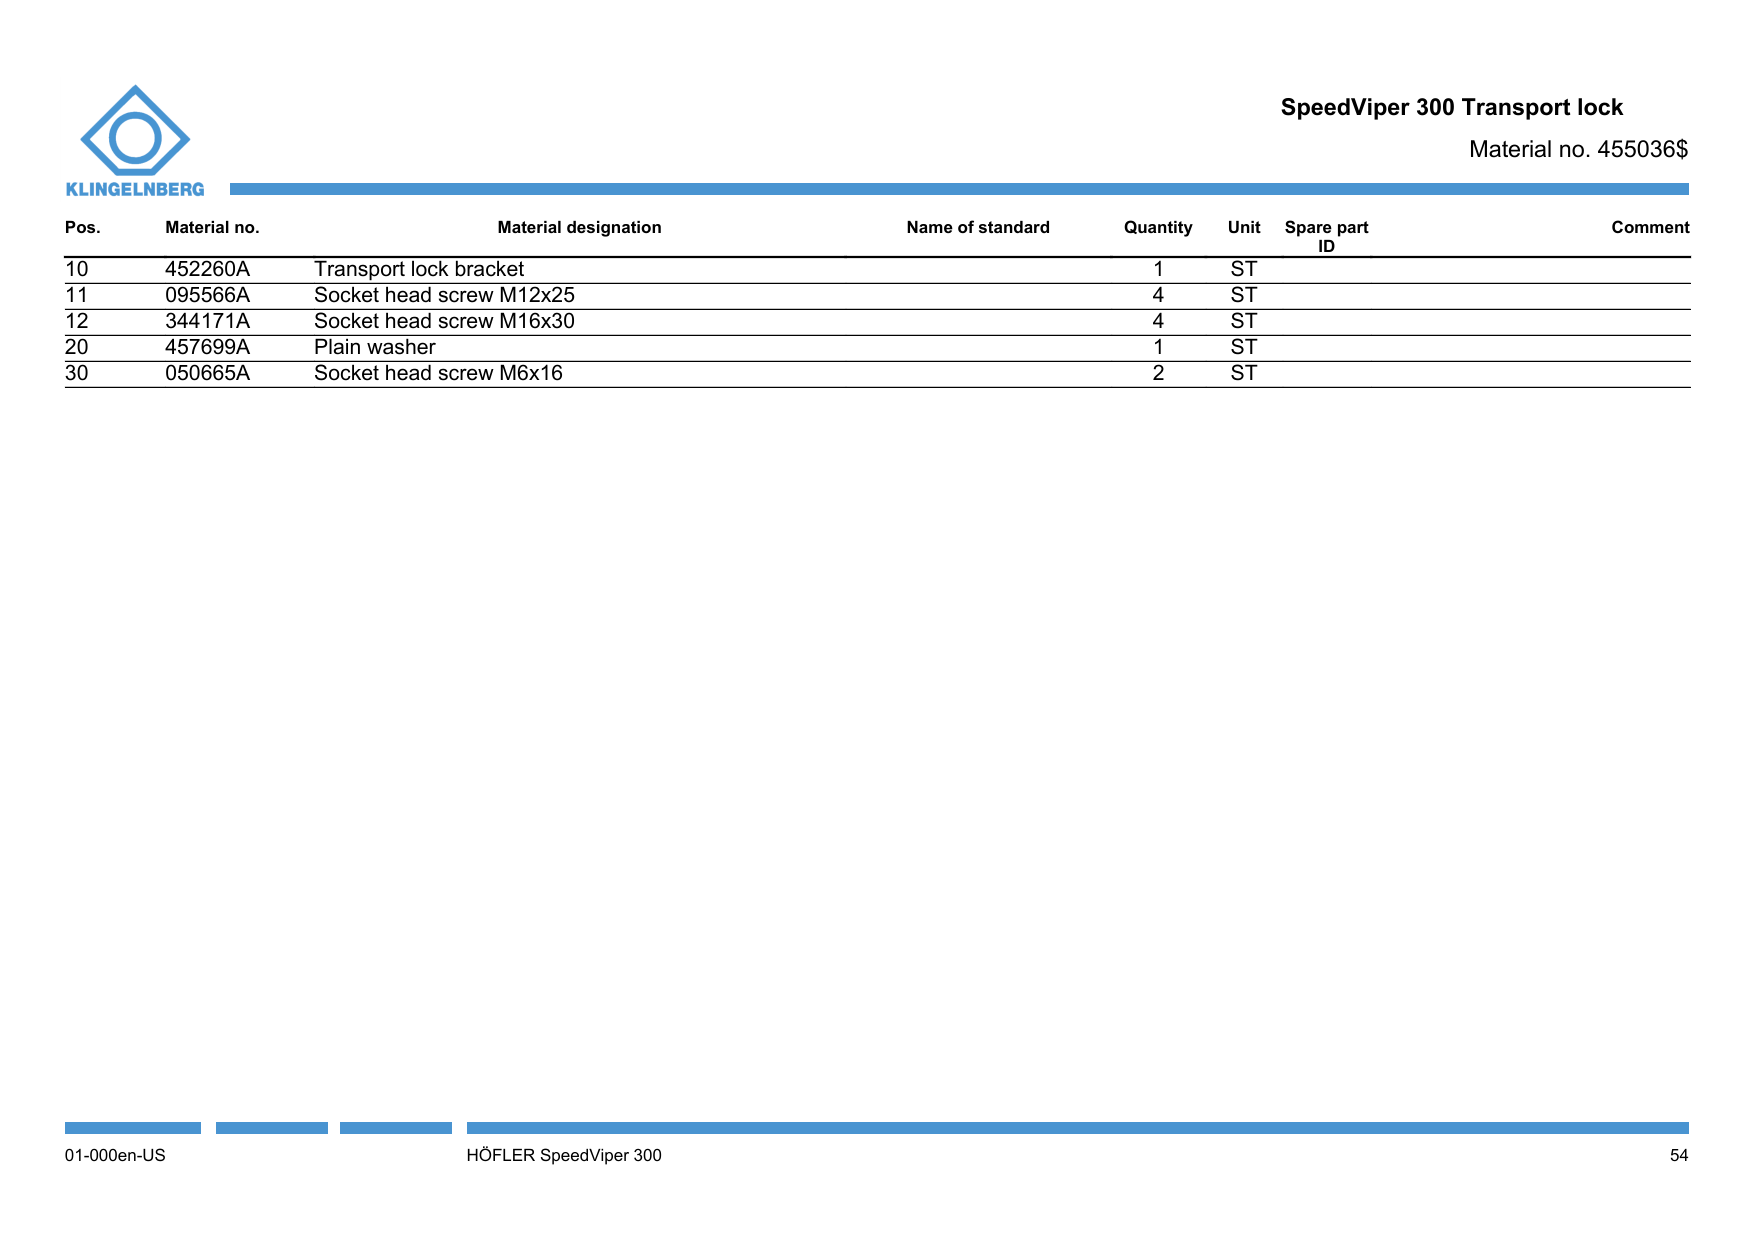 KLINGELNBERG
SpeedViper 300 Transport lock
Material no. 455036$
Pos. Material no. Material designation Name of standard Quantity Unit Spare part ID Comment
10 452260A Transport lock bracket 1 ST
11 095566A Socket head screw M12x25 4 ST
12 344171A Socket head screw M16x30 4 ST
20 457699A Plain washer 1 ST
30 050665A Socket head screw M6x16 2 ST
01-000en-US HÖFLER SpeedViper 300 54